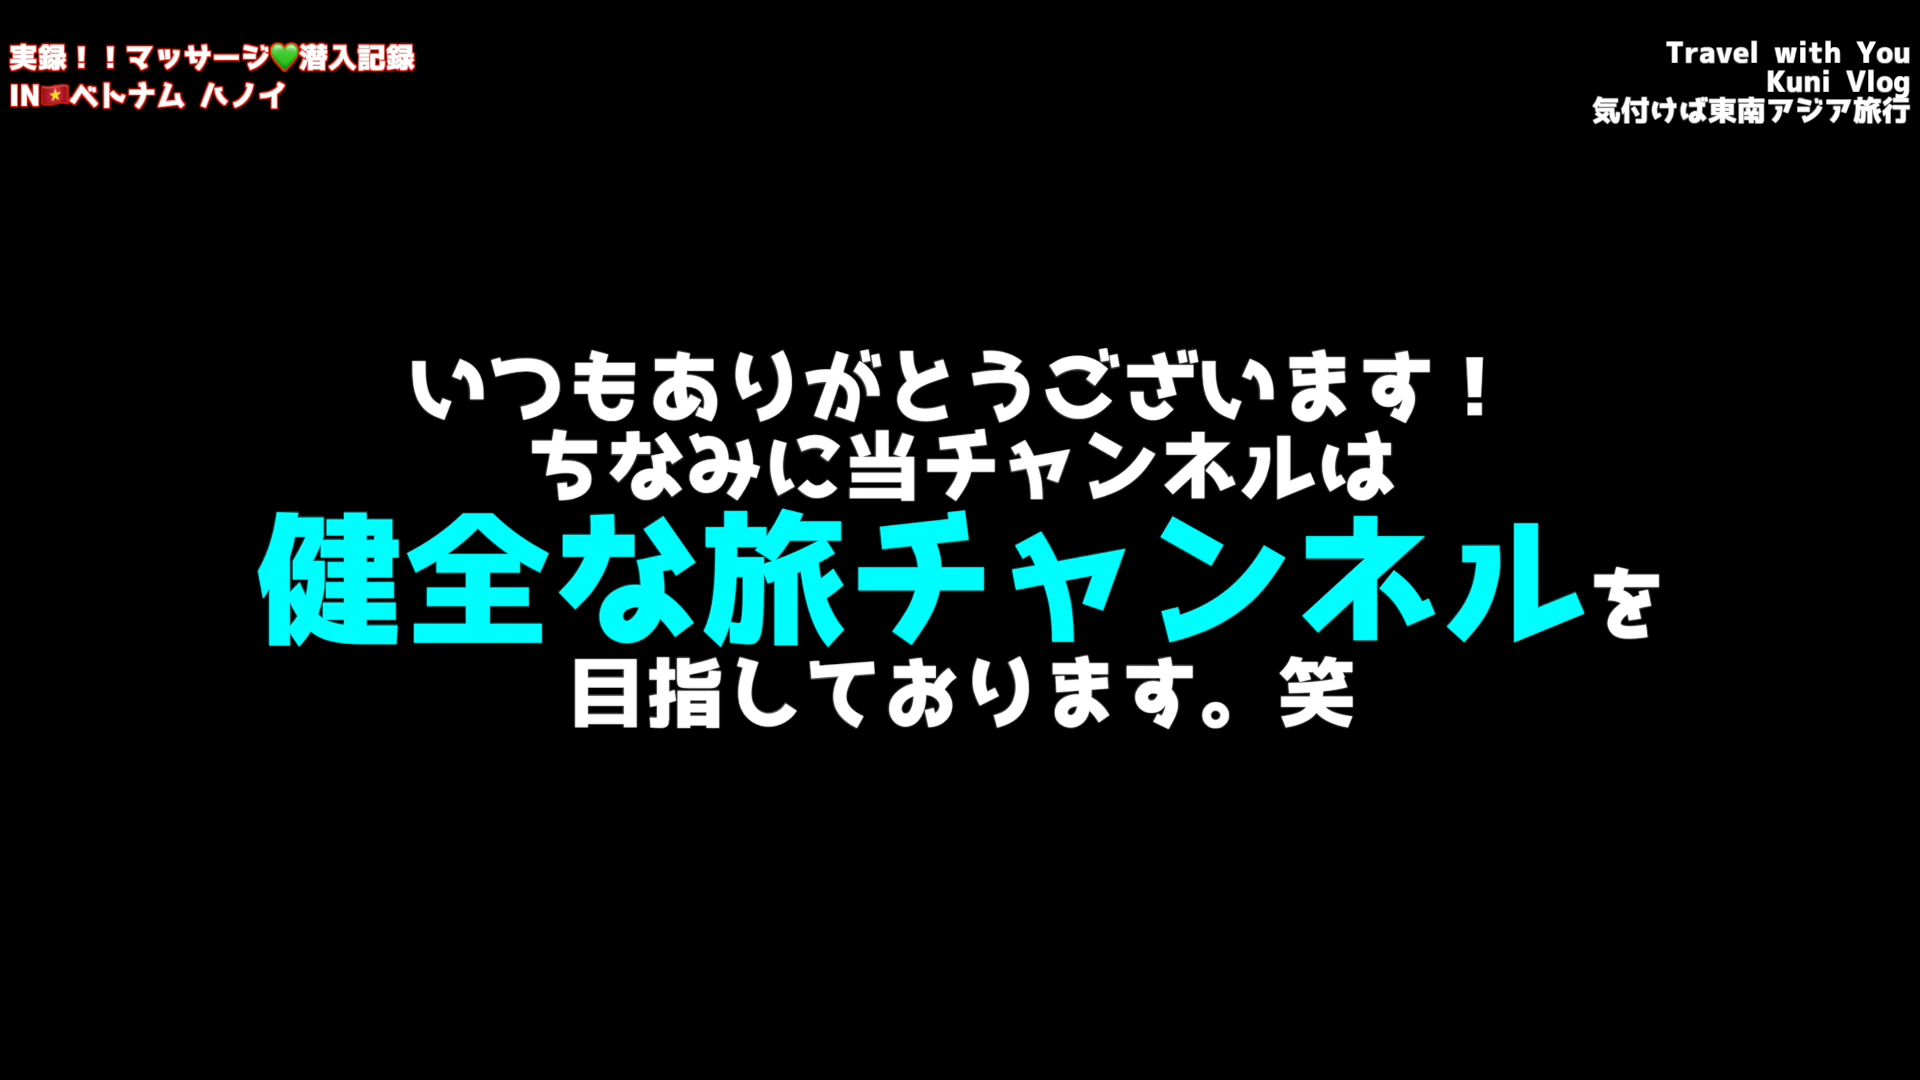 実録！！マッサージ💚潜入記録
IN🇻🇳ベトナム ハノイ
Travel with You
Kuni Vlog
気付けば東南アジア旅行
いつもありがとうございます！
ちなみに当チャンネルは
健全な旅チャンネルを
目指しております。笑